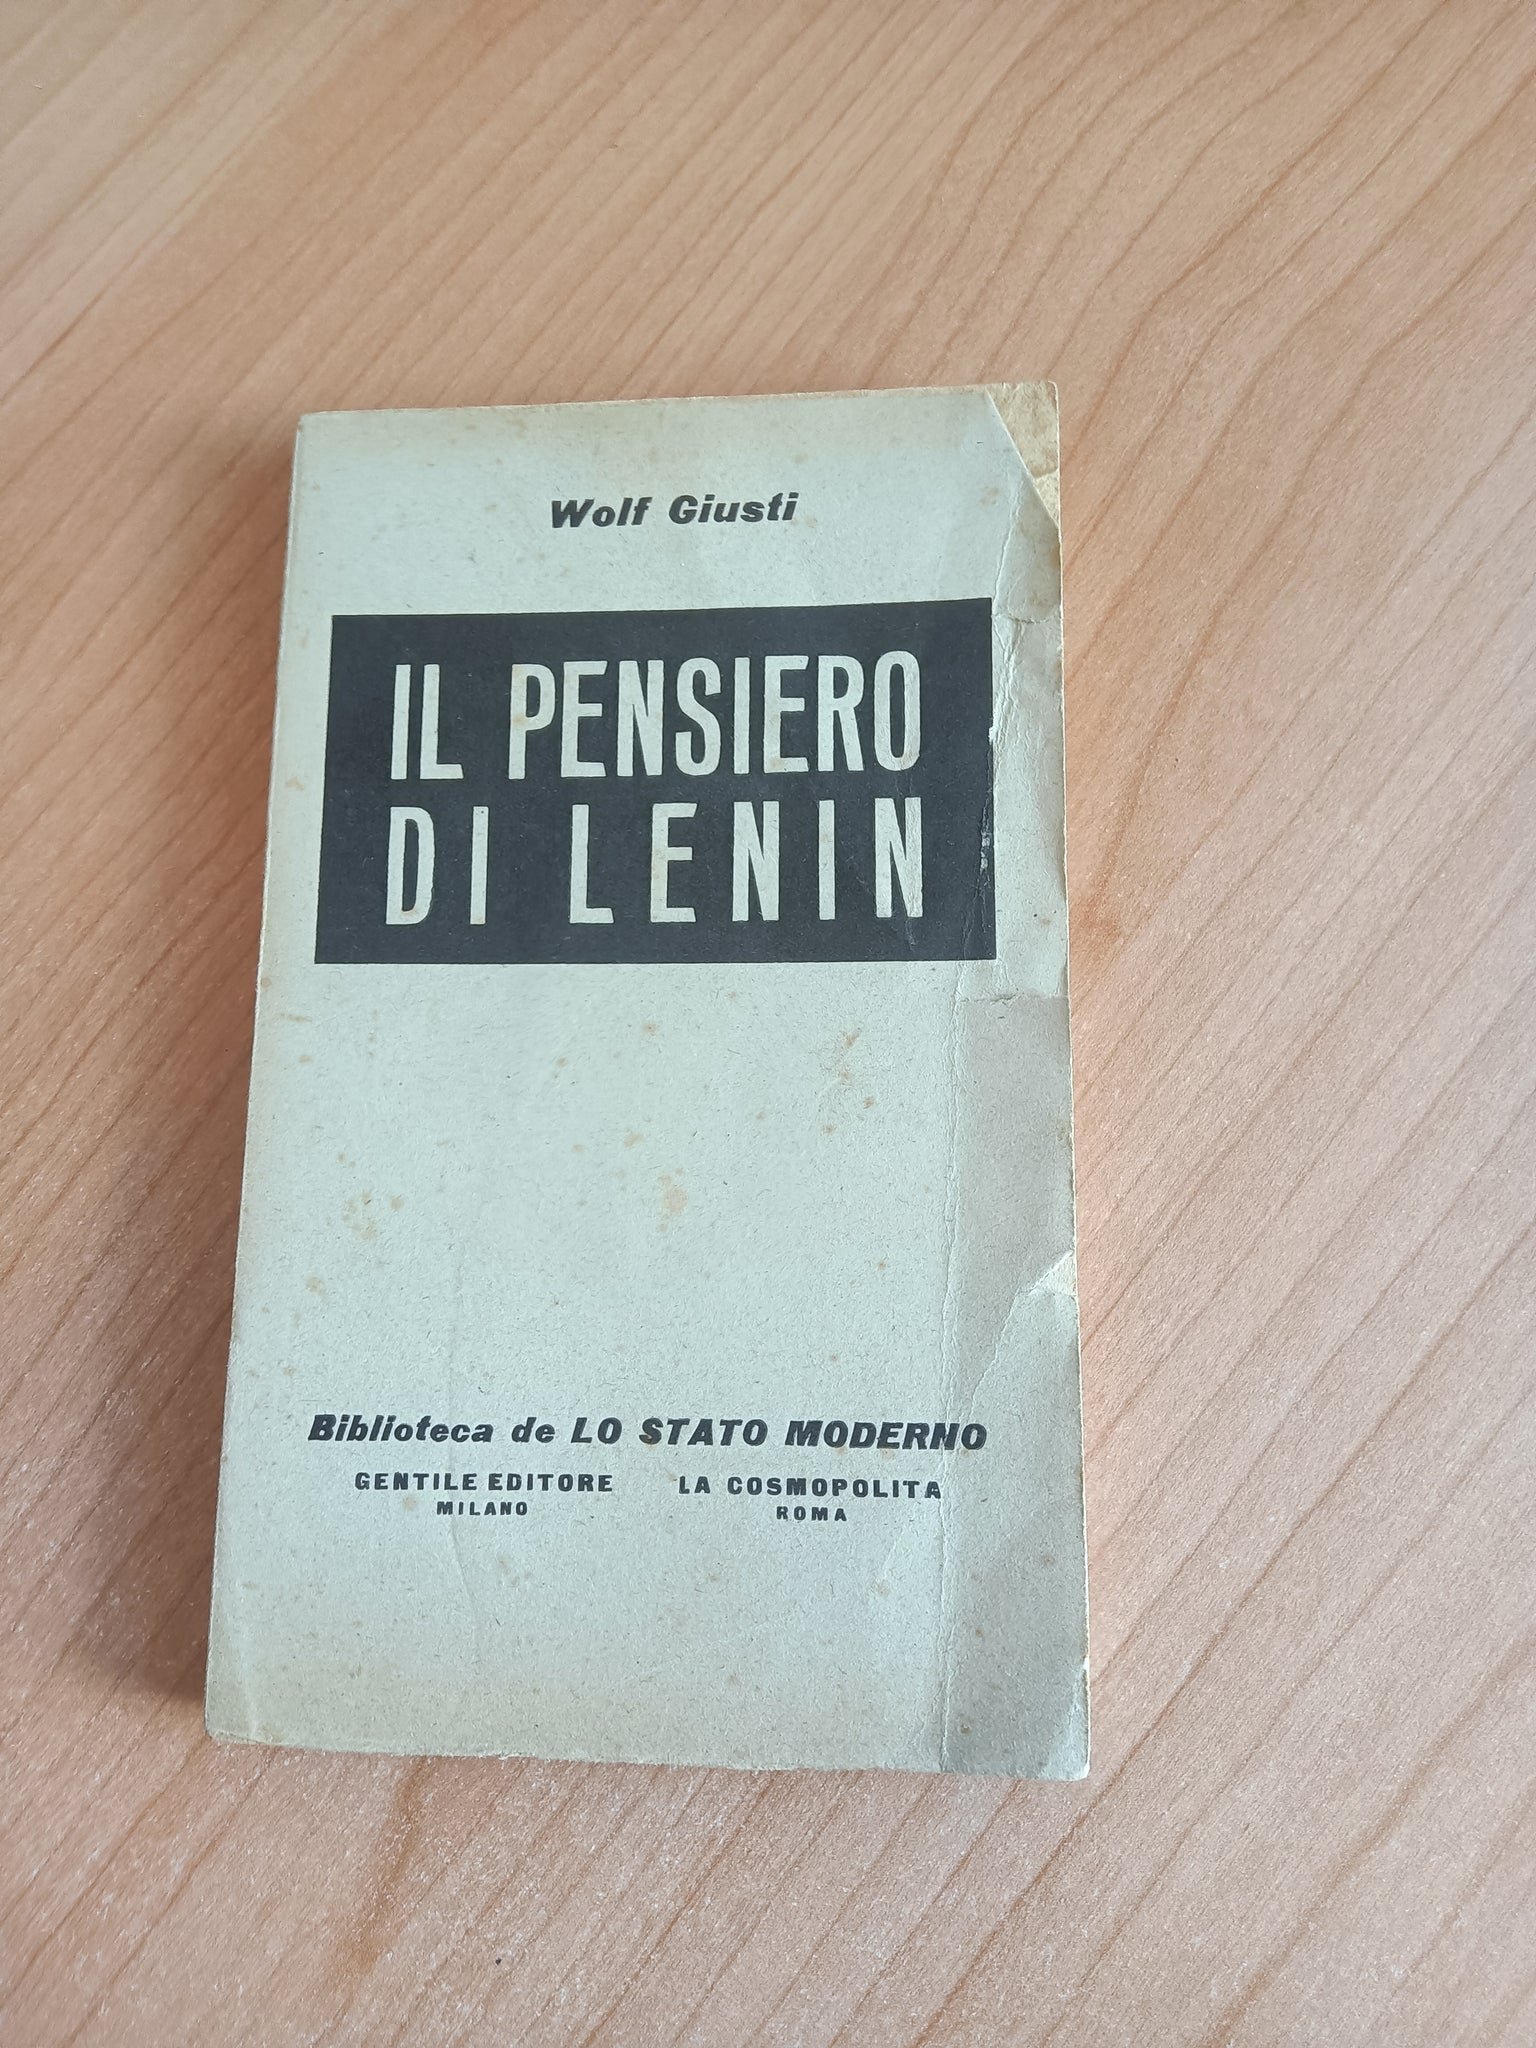 Wolf Giusti
IL PENSIERO
DI LENIN
Biblioteca de LO STATO MODERNO
GENTILE EDITORE LA COSMOPOLITA
MILANO ROMA